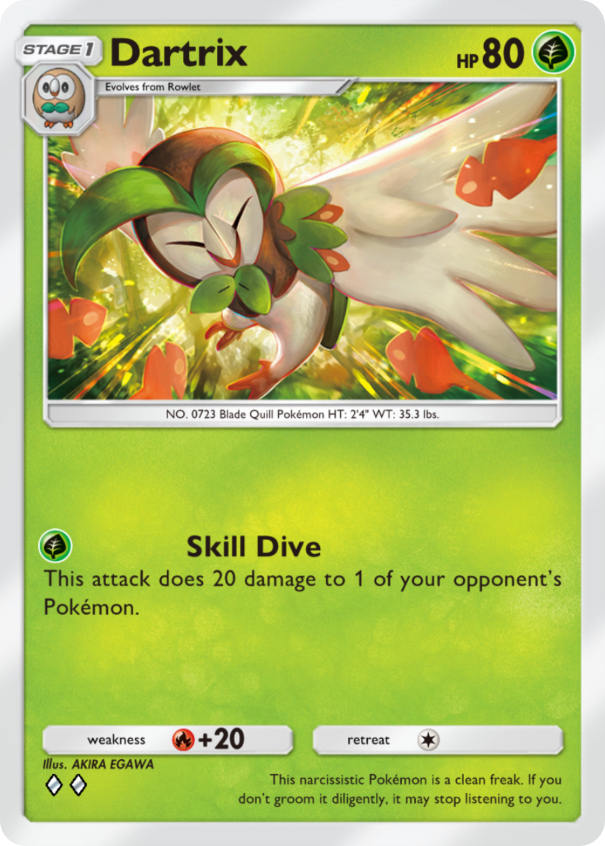 STAGE 1 Dartrix HP 80
Evolves from Rowlet
NO. 0723 Blade Quill Pokémon HT: 2'4" WT: 35.3 lbs.
Skill Dive
This attack does 20 damage to 1 of your opponent's
Pokémon.
weakness +20 retreat
Illus. AKIRA EGAWA
This narcissistic Pokémon is a clean freak. If you
don't groom it diligently, it may stop listening to you.